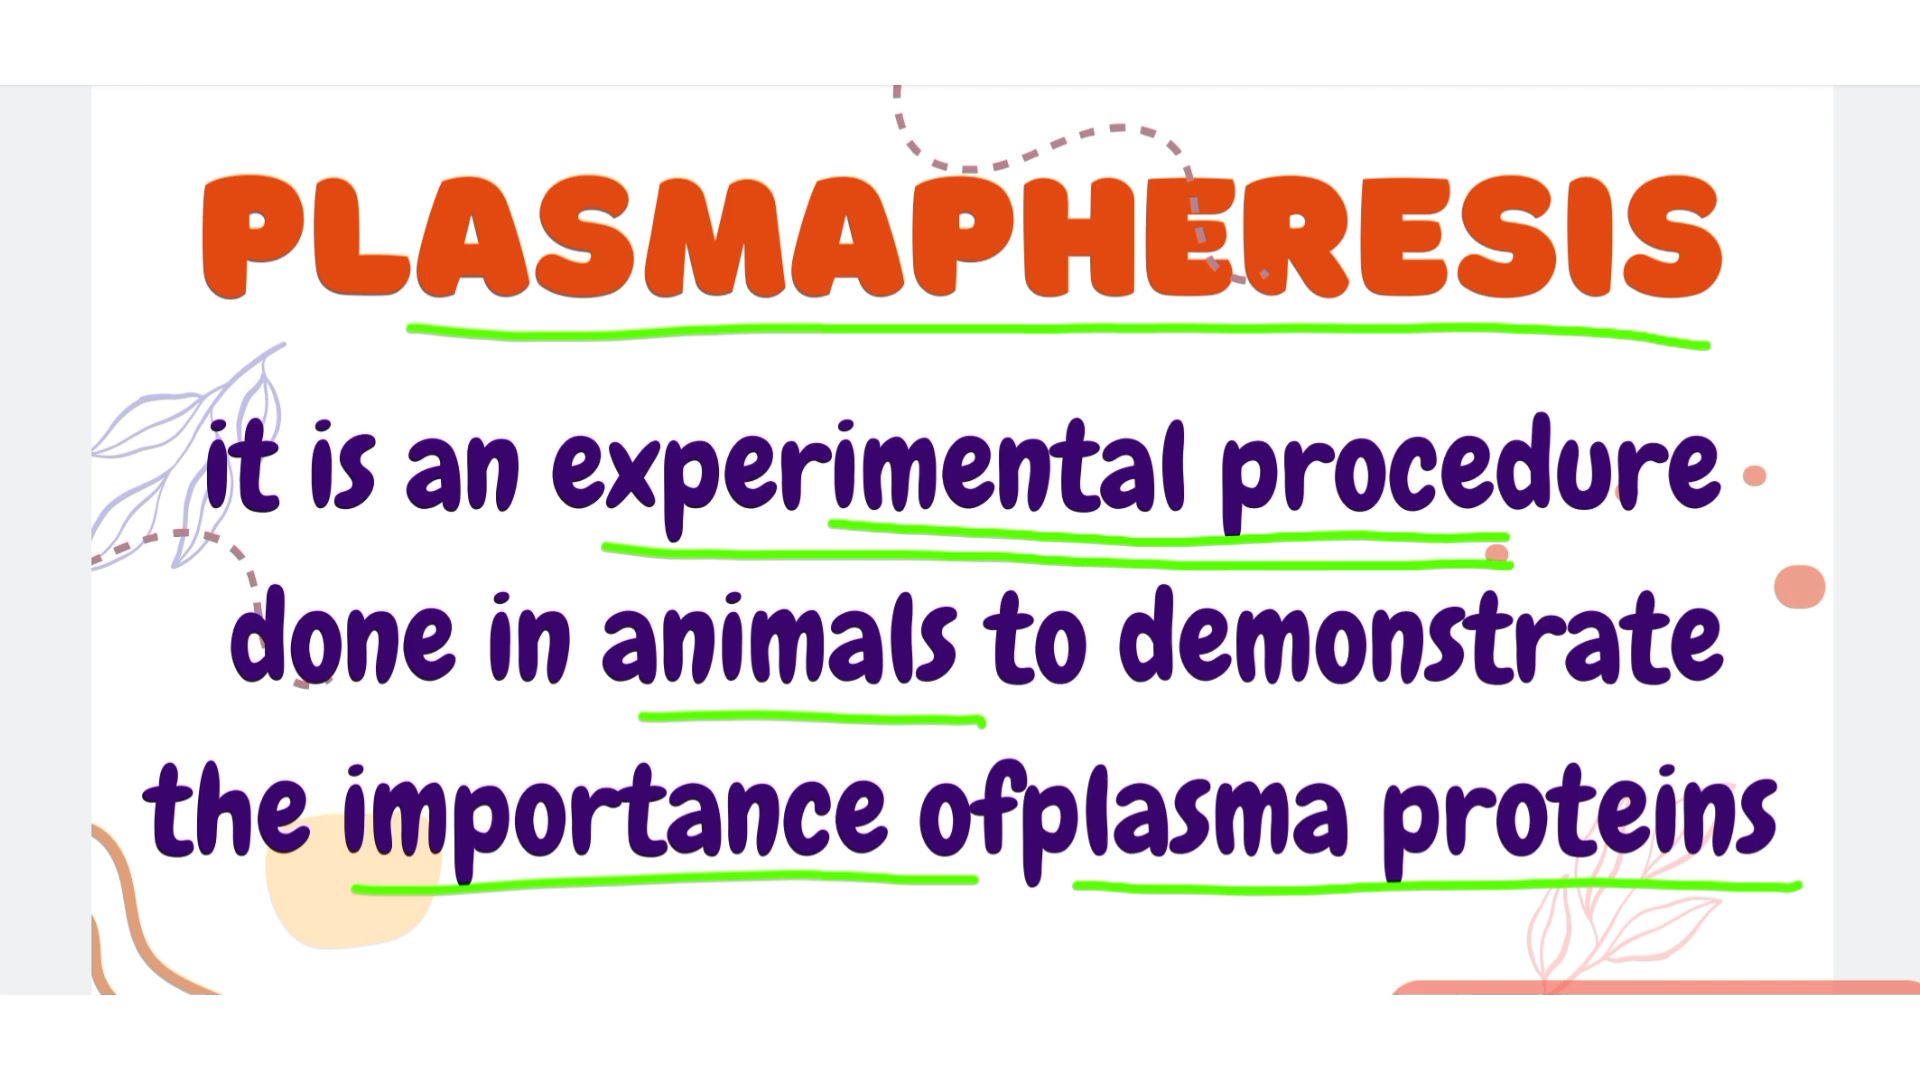 PLASMAPHERESIS
it is an experimental procedure
done in animals to demonstrate
the importance ofplasma proteins